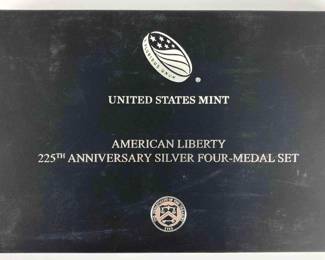 UNITED STATES MINT
AMERICAN LIBERTY
225TH ANNIVERSARY SILVER FOUR-MEDAL SET